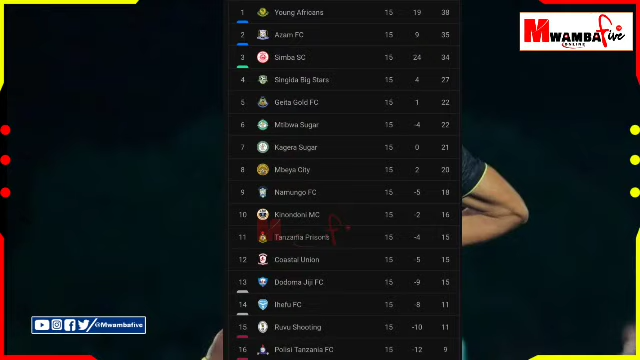 1 Young Africans 15 19 38
2 Azam FC 15 9 35
3 Simba SC 15 24 34
4 Singida Big Stars 15 4 27
5 Geita Gold FC 15 1 22
6 Mtibwa Sugar 15 -4 22
7 Kagera Sugar 15 0 21
8 Mbeya City 15 2 20
9 Namungo FC 15 -5 18
10 Kinondoni MC 15 -2 16
11 Tanzania Prisons 15 -4 15
12 Coastal Union 15 -5 15
13 Dodoma Jiji FC 15 -9 15
14 Ihefu FC 15 -8 11
15 Ruvu Shooting 15 -10 11
16 Polisi Tanzania FC 15 -12 9
MWAMBA Five
ONLINE
/@Mwambafive